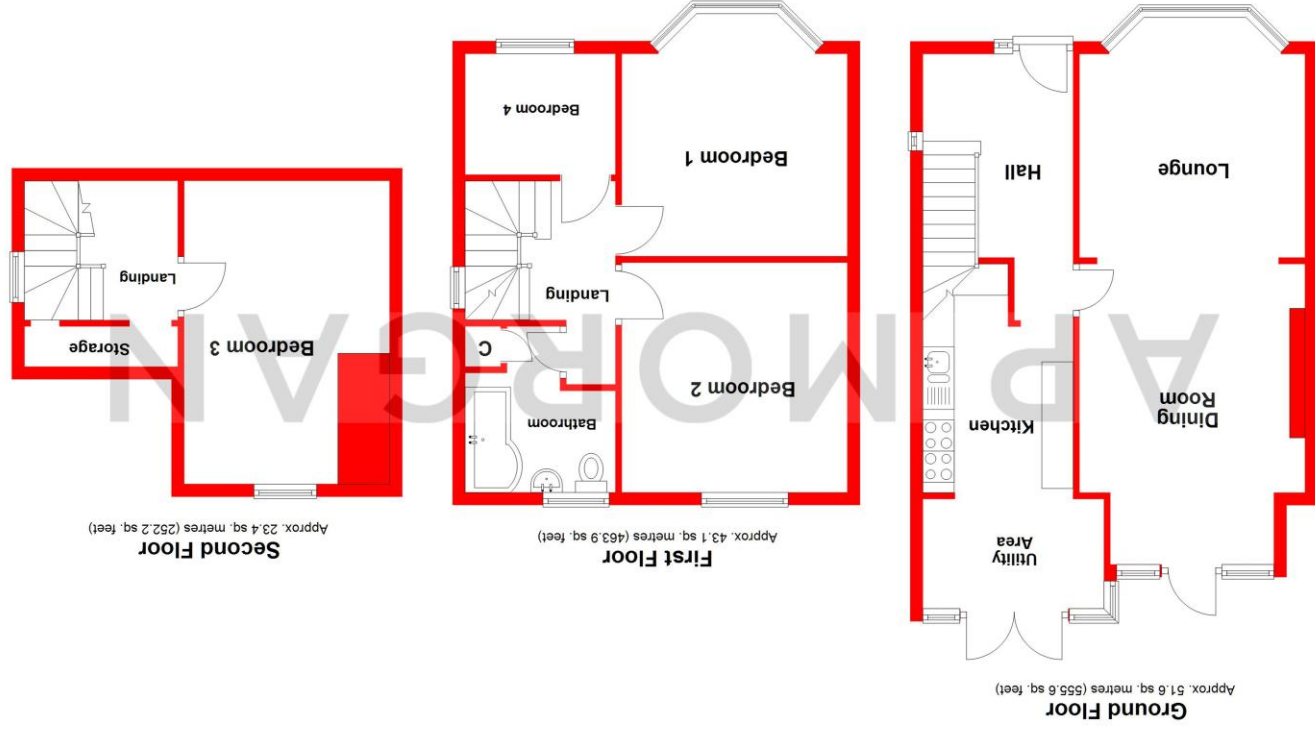 Ground Floor
Approx. 51.6 sq. metres (555.6 sq. feet)
Utility
Area
Kitchen
Dining
Room
Hall
Lounge
First Floor
Approx. 43.1 sq. metres (463.9 sq. feet)
Bathroom
Bedroom 2
C
Landing
Bedroom 1
Bedroom 4
Second Floor
Approx. 23.4 sq. metres (252.2 sq. feet)
Bedroom 3
Storage
Landing
AP MORGAN